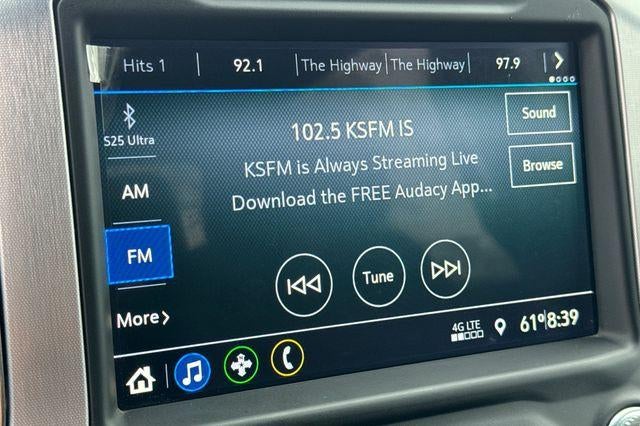 Hits 1 92.1 The Highway The Highway 97.9
S25 Ultra
AM
FM
More
102.5 KSFM IS
KSFM is Always Streaming Live
Download the FREE Audacy App...
Sound
Browse
Tune
4G LTE
61° 8:39